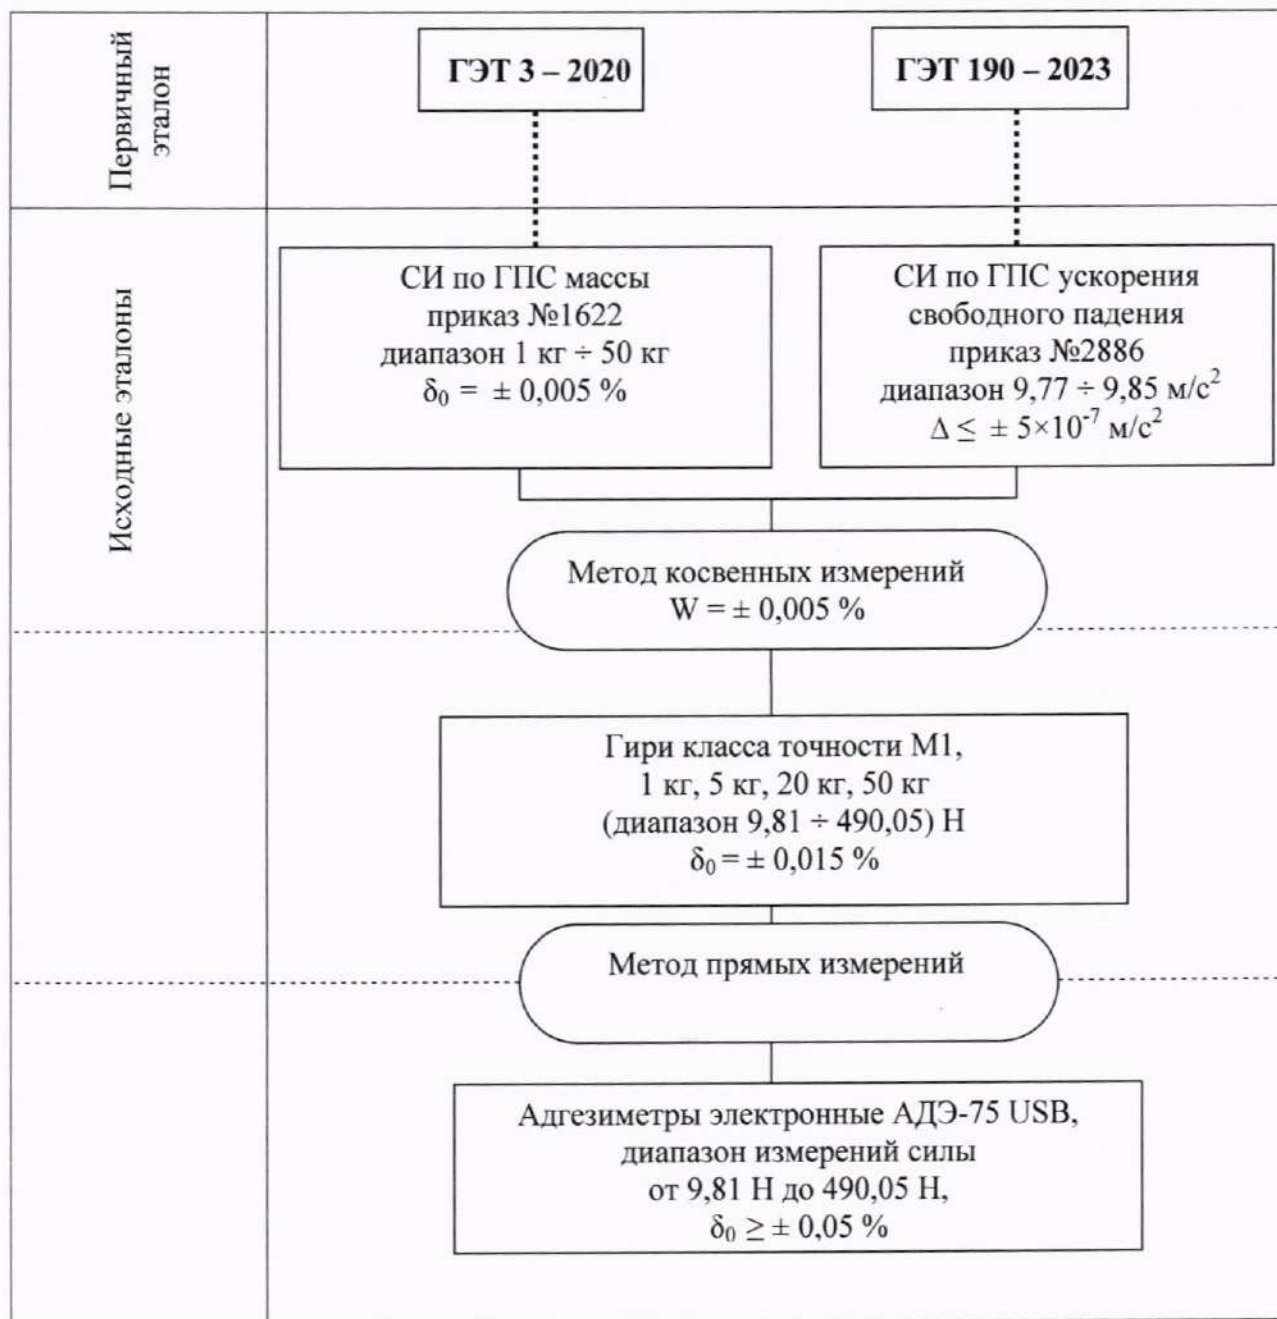 Первичный
эталон
ГЭТ 3 – 2020
ГЭТ 190 – 2023
Исходные эталоны
СИ по ГПС массы
приказ №1622
диапазон 1 кг ÷ 50 кг
δ₀ = ± 0,005 %
СИ по ГПС ускорения
свободного падения
приказ №2886
диапазон 9,77 ÷ 9,85 м/с²
Δ ≤ ± 5×10⁻⁷ м/с²
Метод косвенных измерений
W = ± 0,005 %
Гири класса точности М1,
1 кг, 5 кг, 20 кг, 50 кг
(диапазон 9,81 ÷ 490,05) Н
δ₀ = ± 0,015 %
Метод прямых измерений
Адгезиметры электронные АДЭ-75 USB,
диапазон измерений силы
от 9,81 Н до 490,05 Н,
δ₀ ≥ ± 0,05 %